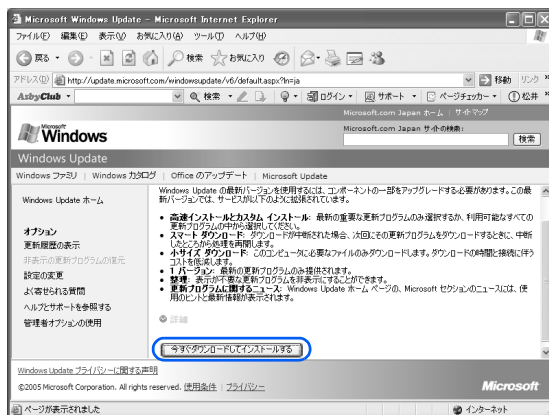 Microsoft Windows Update - Microsoft Internet Explorer
ファイル(F) 編集(E) 表示(V) お気に入り(A) ツール(T) ヘルプ(H)
戻る 検索 お気に入り
アドレス(D) http://update.microsoft.com/windowsupdate/v6/default.aspx?ln=ja 移動 リンク »
AzbyClub 検索 ログイン サポート ページチェッカー 松井 »
Microsoft.com Japan ホーム | サイトマップ
Microsoft Windows
Microsoft.com Japan サイトの検索:
検索
Windows Update
Windows ファミリ | Windows カタログ | Office のアップデート | Microsoft Update
Windows Update ホーム
オプション
更新履歴の表示
非表示の更新プログラムの復元
設定の変更
よく寄せられる質問
ヘルプとサポートを参照する
管理者オプションの使用
Windows Update の最新バージョンを使用するには、コンポーネントの一部をアップグレードする必要があります。この最
新バージョンでは、サービスが以下のように拡張されています。
• 高速インストールとカスタム インストール: 最新の重要な更新プログラムのみ選択するか、利用可能なすべての
更新プログラムの中から選択してください。
• スマート ダウンロード: ダウンロードが中断された場合、次回にその更新プログラムをダウンロードするときに、中断
したところから処理を再開します。
• 小サイズ ダウンロード: このコンピュータに必要なファイルのみダウンロードします。ダウンロードの時間と接続に伴う
コストを低減します。
• 1 バージョン: 最新の更新プログラムのみ提供されます。
• 整理: 表示が不要な更新プログラムを非表示にすることができます。
• 更新プログラムに関するニュース: Windows Update ホーム ページの、Microsoft セクションのニュースには、使
用のヒントと最新情報が表示されます。
詳細
今すぐダウンロードしてインストールする
Windows Update プライバシーに関する声明
©2005 Microsoft Corporation. All rights reserved. 使用条件 | プライバシー
Microsoft
ページが表示されました
インターネット